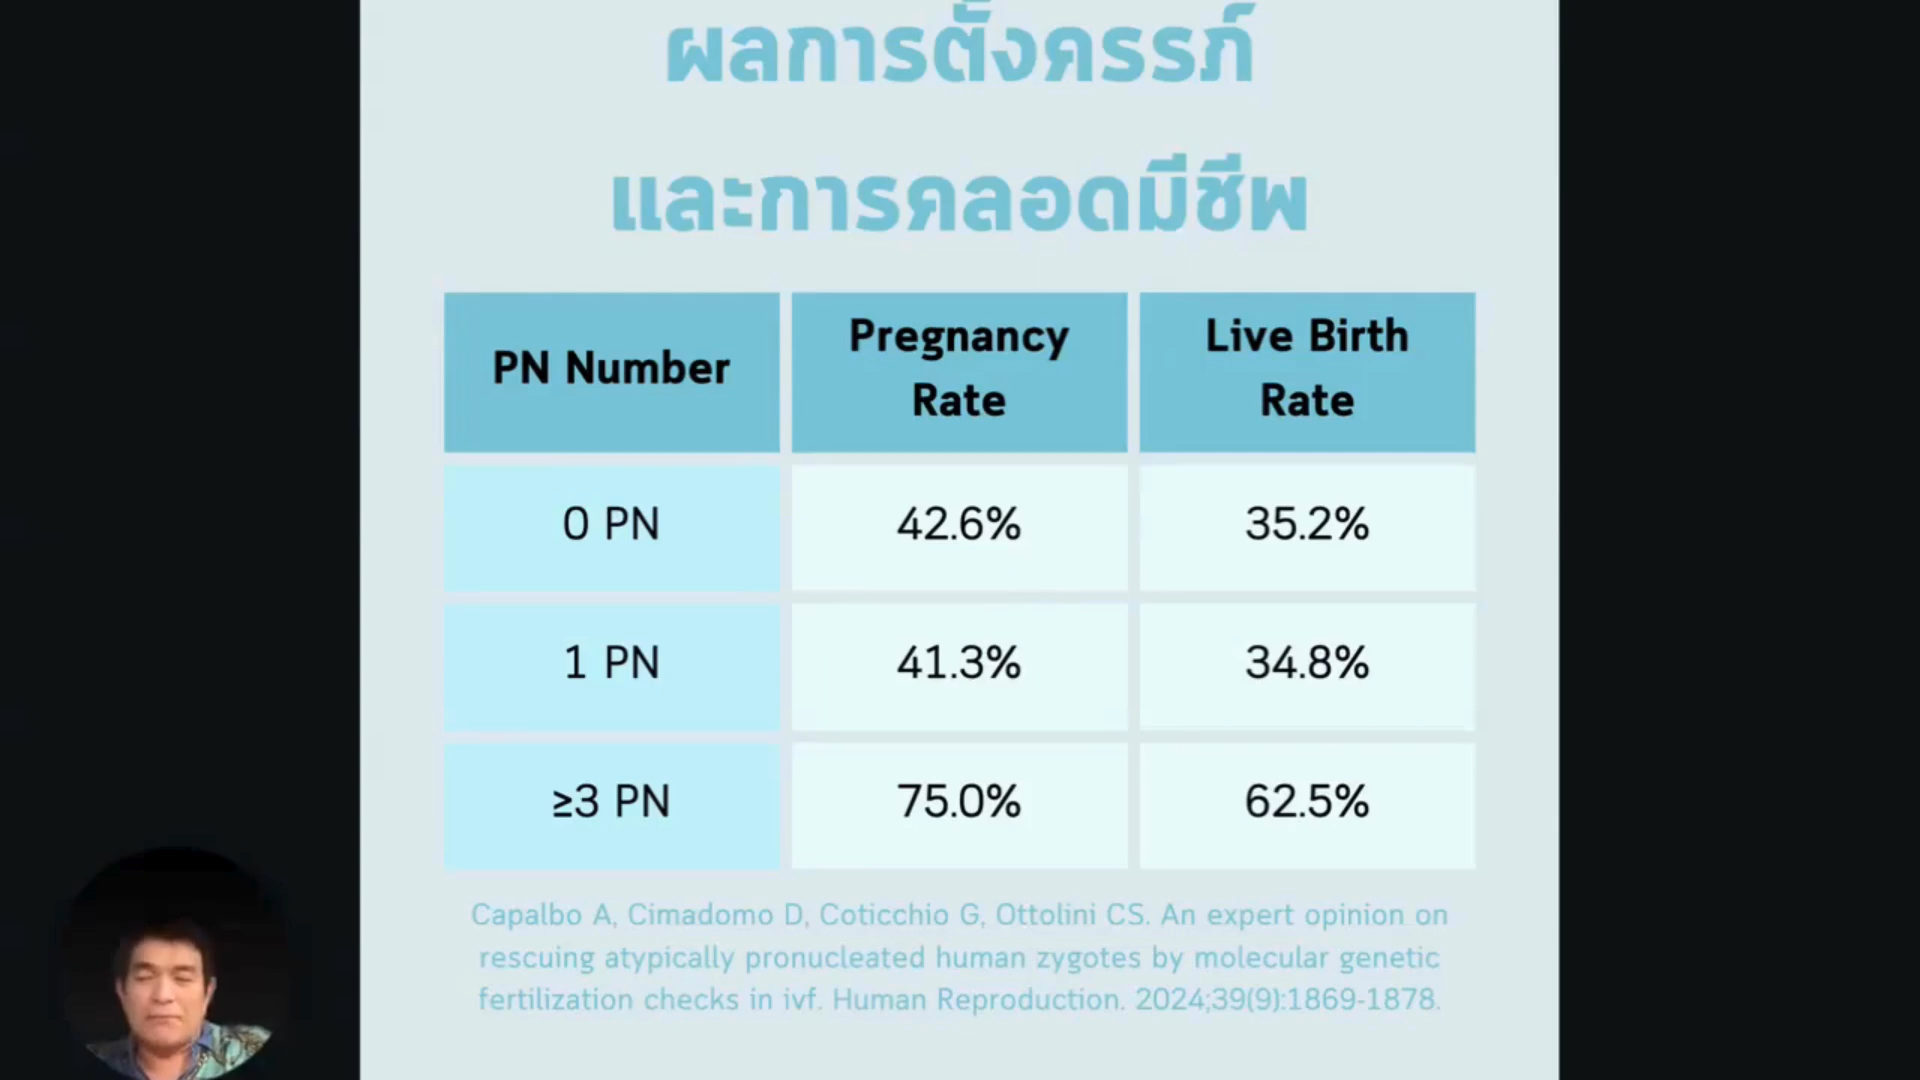 ผลการตั้งครรภ์
และการคลอดมีชีพ
PN Number
Pregnancy Rate
Live Birth Rate
0 PN
42.6%
35.2%
1 PN
41.3%
34.8%
≥3 PN
75.0%
62.5%
Capalbo A, Cimadomo D, Coticchio G, Ottolini CS. An expert opinion on
rescuing atypically pronucleated human zygotes by molecular genetic
fertilization checks in ivf. Human Reproduction. 2024;39(9):1869-1878.